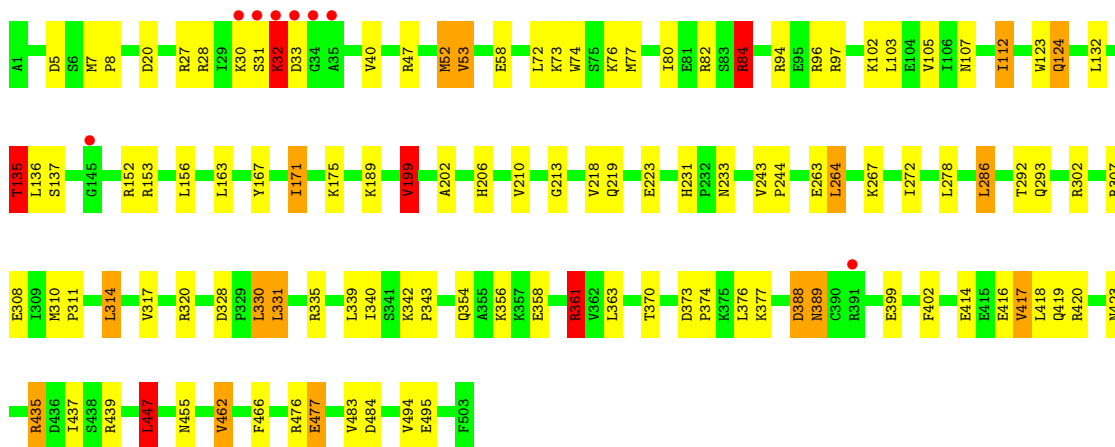 A1 D5 S6 M7 P8 D20 R27 R28 I29 K30 S31 K32 D33 G34 A35 V40 R47 M52 V53 E58 L72 K73 W74 S75 K76 M77 I80 E81 R82 S83 R84 R94 E95 R96 R97 K102 L103 E104 V105 I106 N107 I112 W123 Q124 L132
T135 L136 S137 G145 R152 R153 L156 L163 Y167 I171 K175 K189 V199 A202 H206 V210 G213 V218 Q219 E223 H231 P232 N233 V243 P244 E263 L264 K267 I272 L278 L286 T292 Q293 R302 R307
E308 I309 M310 P311 L314 V317 R320 D328 P329 L330 L331 R335 L339 I340 S341 K342 P343 Q354 A355 K356 K357 E358 R361 V362 L363 T370 D373 P374 K375 L376 K377 D388 N389 C390 R391 E399 F402 E414 E415 E416 V417 L418 Q419 R420
R435 D436 I437 S438 R439 L447 N455 V462 F466 R476 E477 V483 D484 V494 E495 F503